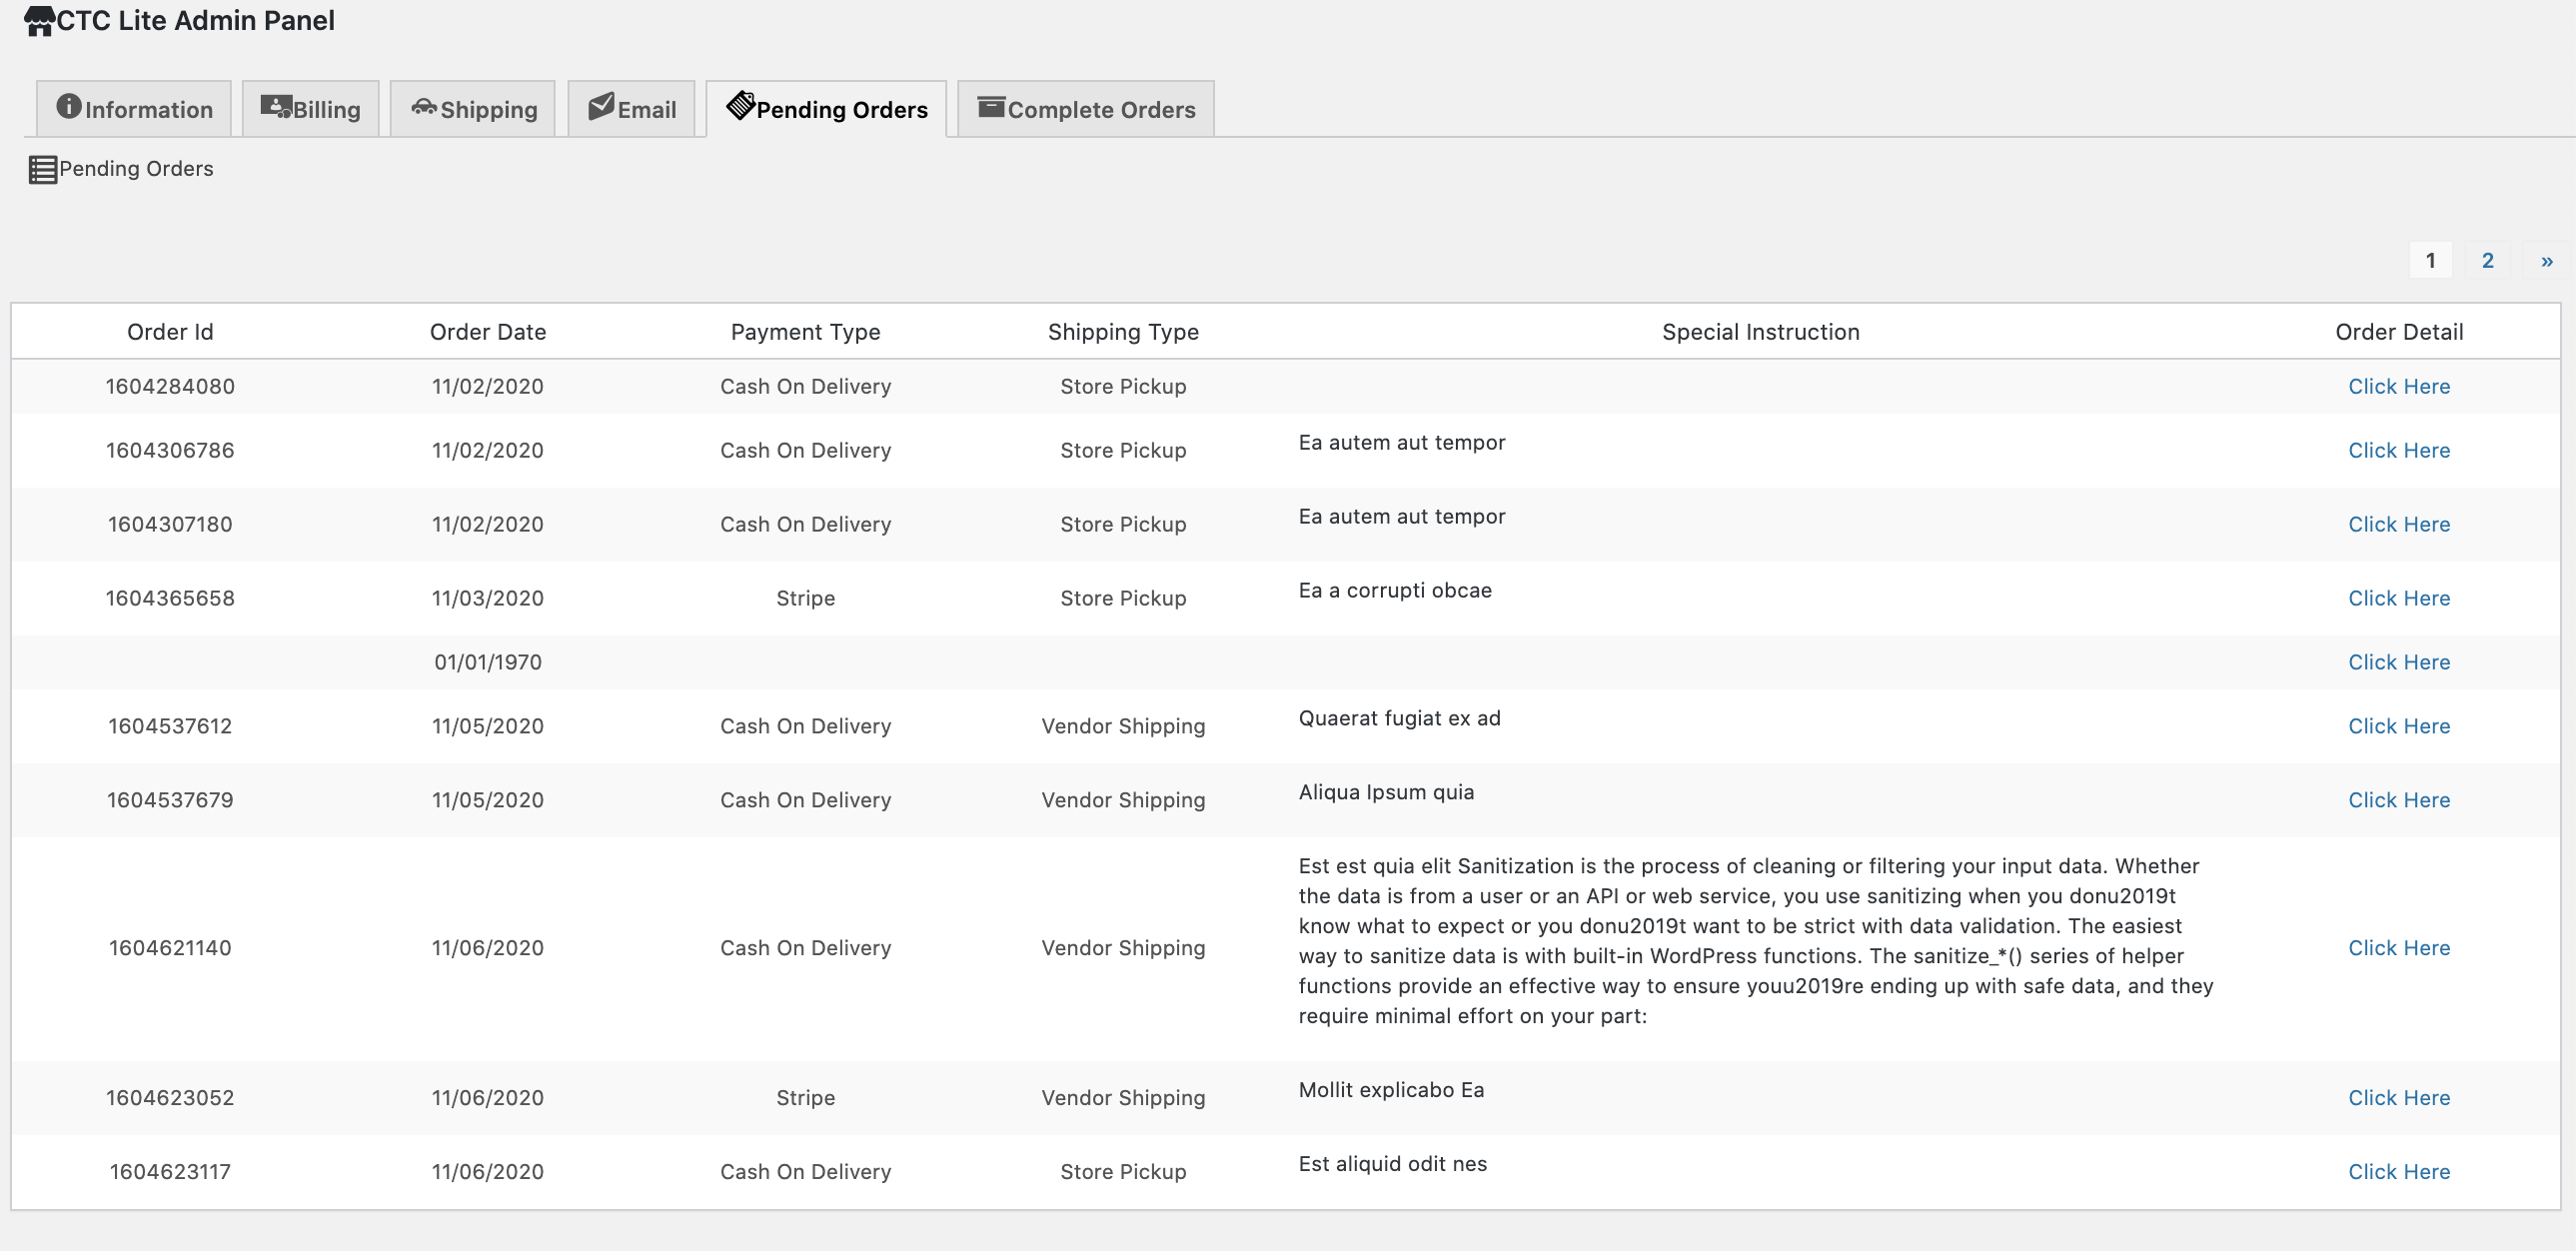 CTC Lite Admin Panel
Information Billing Shipping Email Pending Orders Complete Orders
Pending Orders
1 2 »
Order Id Order Date Payment Type Shipping Type Special Instruction Order Detail
1604284080 11/02/2020 Cash On Delivery Store Pickup Click Here
1604306786 11/02/2020 Cash On Delivery Store Pickup Ea autem aut tempor Click Here
1604307180 11/02/2020 Cash On Delivery Store Pickup Ea autem aut tempor Click Here
1604365658 11/03/2020 Stripe Store Pickup Ea a corrupti obcae Click Here
01/01/1970 Click Here
1604537612 11/05/2020 Cash On Delivery Vendor Shipping Quaerat fugiat ex ad Click Here
1604537679 11/05/2020 Cash On Delivery Vendor Shipping Aliqua Ipsum quia Click Here
Est est quia elit Sanitization is the process of cleaning or filtering your input data. Whether
the data is from a user or an API or web service, you use sanitizing when you donu2019t
know what to expect or you donu2019t want to be strict with data validation. The easiest
1604621140 11/06/2020 Cash On Delivery Vendor Shipping way to sanitize data is with built-in WordPress functions. The sanitize_*() series of helper Click Here
functions provide an effective way to ensure youu2019re ending up with safe data, and they
require minimal effort on your part:
1604623052 11/06/2020 Stripe Vendor Shipping Mollit explicabo Ea Click Here
1604623117 11/06/2020 Cash On Delivery Store Pickup Est aliquid odit nes Click Here